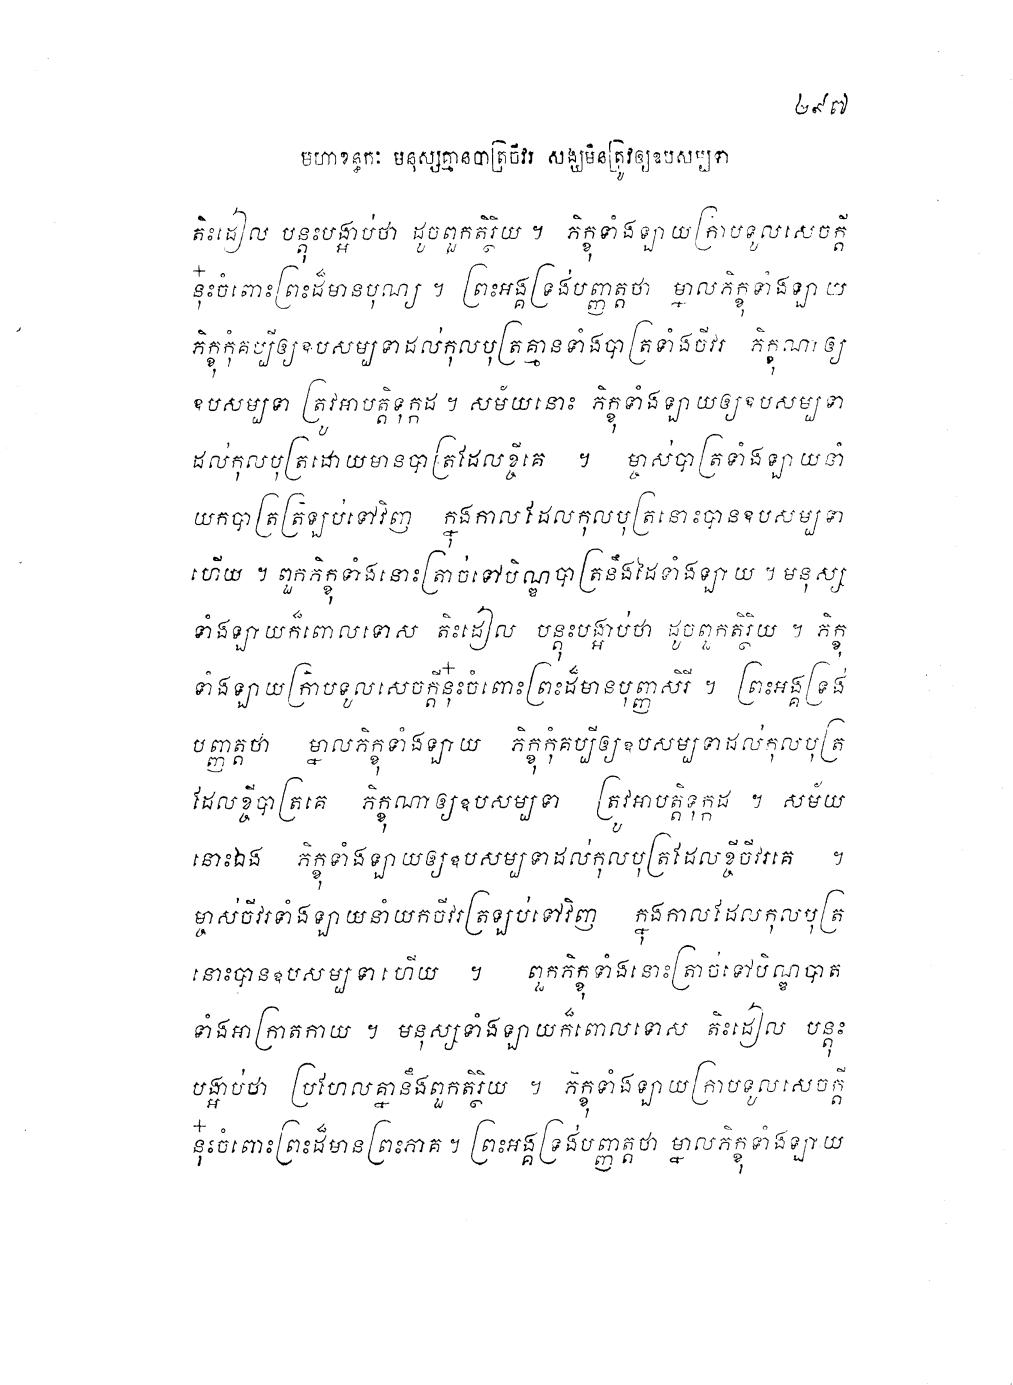 ២៩៧
មហាខន្ធកៈ មនុស្សគ្មានបាត្រចីវរ សង្ឃមិនត្រូវឲ្យឧបសម្បទា
តិះដៀល បន្តុះបង្អាប់ថា ដូចពួកតិរ្ថិយ ។ ភិក្ខុទាំងឡាយក្រាបទូលសេចក្តី
នុ៎ះចំពោះព្រះដ៏មានបុណ្យ ។ ព្រះអង្គទ្រង់បញ្ញត្តថា ម្នាលភិក្ខុទាំងឡាយ
ភិក្ខុកុំគប្បីឲ្យឧបសម្បទាដល់កុលបុត្រគ្មានទាំងបាត្រទាំងចីវរ ភិក្ខុណាឲ្យ
ឧបសម្បទា ត្រូវអាបត្តិទុក្កដ ។ សម័យនោះ ភិក្ខុទាំងឡាយឲ្យឧបសម្បទា
ដល់កុលបុត្រដោយមានបាត្រដែលខ្ចីគេ ។ ម្ចាស់បាត្រទាំងឡាយនាំ
យកបាត្រត្រឡប់ទៅវិញ ក្នុងកាលដែលកុលបុត្រនោះបានឧបសម្បទា
ហើយ ។ ពួកភិក្ខុទាំងនោះត្រាច់ទៅបិណ្ឌបាត្រនឹងដៃទាំងឡាយ ។ មនុស្ស
ទាំងឡាយក៏ពោលទោស តិះដៀល បន្តុះបង្អាប់ថា ដូចពួកតិរ្ថិយ ។ ភិក្ខុ
ទាំងឡាយក្រាបទូលសេចក្តីនុ៎ះចំពោះព្រះដ៏មានបុញ្ញសិរី ។ ព្រះអង្គទ្រង់
បញ្ញត្តថា ម្នាលភិក្ខុទាំងឡាយ ភិក្ខុកុំគប្បីឲ្យឧបសម្បទាដល់កុលបុត្រ
ដែលខ្ចីបាត្រគេ ភិក្ខុណាឲ្យឧបសម្បទា ត្រូវអាបត្តិទុក្កដ ។ សម័យ
នោះឯង ភិក្ខុទាំងឡាយឲ្យឧបសម្បទាដល់កុលបុត្រដែលខ្ចីចីវរគេ ។
ម្ចាស់ចីវរទាំងឡាយនាំយកចីវរត្រឡប់ទៅវិញ ក្នុងកាលដែលកុលបុត្រ
នោះបានឧបសម្បទាហើយ ។ ពួកភិក្ខុទាំងនោះត្រាច់ទៅបិណ្ឌបាត
ទាំងអាក្រាតកាយ ។ មនុស្សទាំងឡាយក៏ពោលទោស តិះដៀល បន្តុះ
បង្អាប់ថា ប្រហែលគ្នានឹងពួកតិរ្ថិយ ។ ភិក្ខុទាំងឡាយក្រាបទូលសេចក្តី
នុ៎ះចំពោះព្រះដ៏មានព្រះភាគ ។ ព្រះអង្គទ្រង់បញ្ញត្តថា ម្នាលភិក្ខុទាំងឡាយ